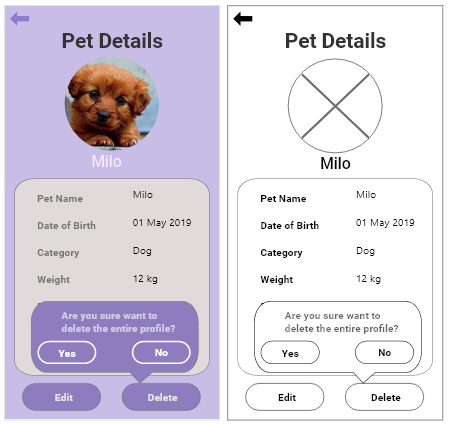 Pet Details
Milo
Pet Name Milo
Date of Birth 01 May 2019
Category Dog
Weight 12 kg
Are you sure want to
delete the entire profile?
Yes No
Edit Delete
Pet Details
Milo
Pet Name Milo
Date of Birth 01 May 2019
Category Dog
Weight 12 kg
Are you sure want to
delete the entire profile?
Yes No
Edit Delete